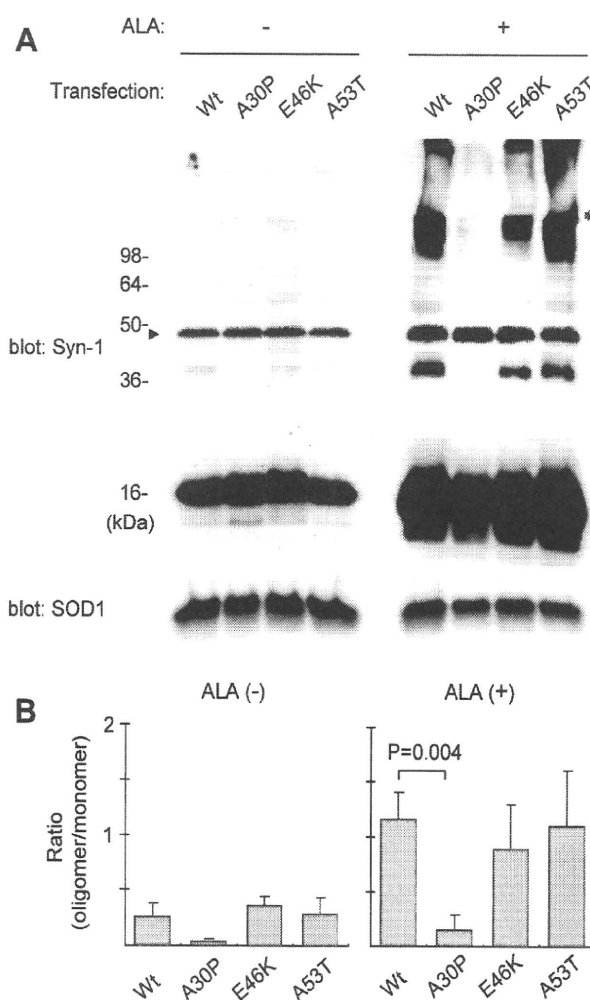 A
ALA: - +
Transfection: Wt A30P E46K A53T Wt A30P E46K A53T
*
98-
64-
50-
blot: Syn-1
36-
16-
(kDa)
blot: SOD1
B
ALA (-) ALA (+)
2
P=0.004
1
Ratio
(oligomer/monomer)
Wt A30P E46K A53T Wt A30P E46K A53T